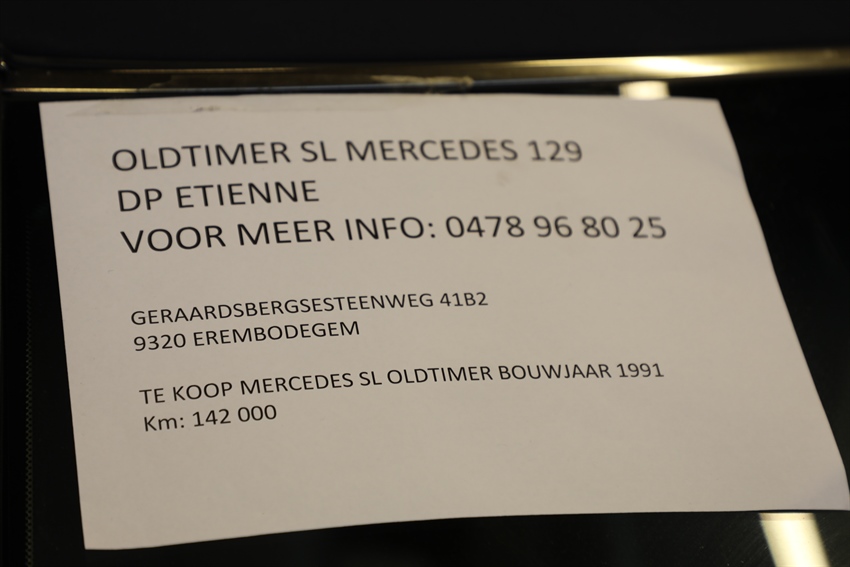 OLDTIMER SL MERCEDES 129
DP ETIENNE
VOOR MEER INFO: 0478 96 80 25
GERAARDSBERGSESTEENWEG 41B2
9320 EREMBODEGEM
TE KOOP MERCEDES SL OLDTIMER BOUWJAAR 1991
Km: 142 000